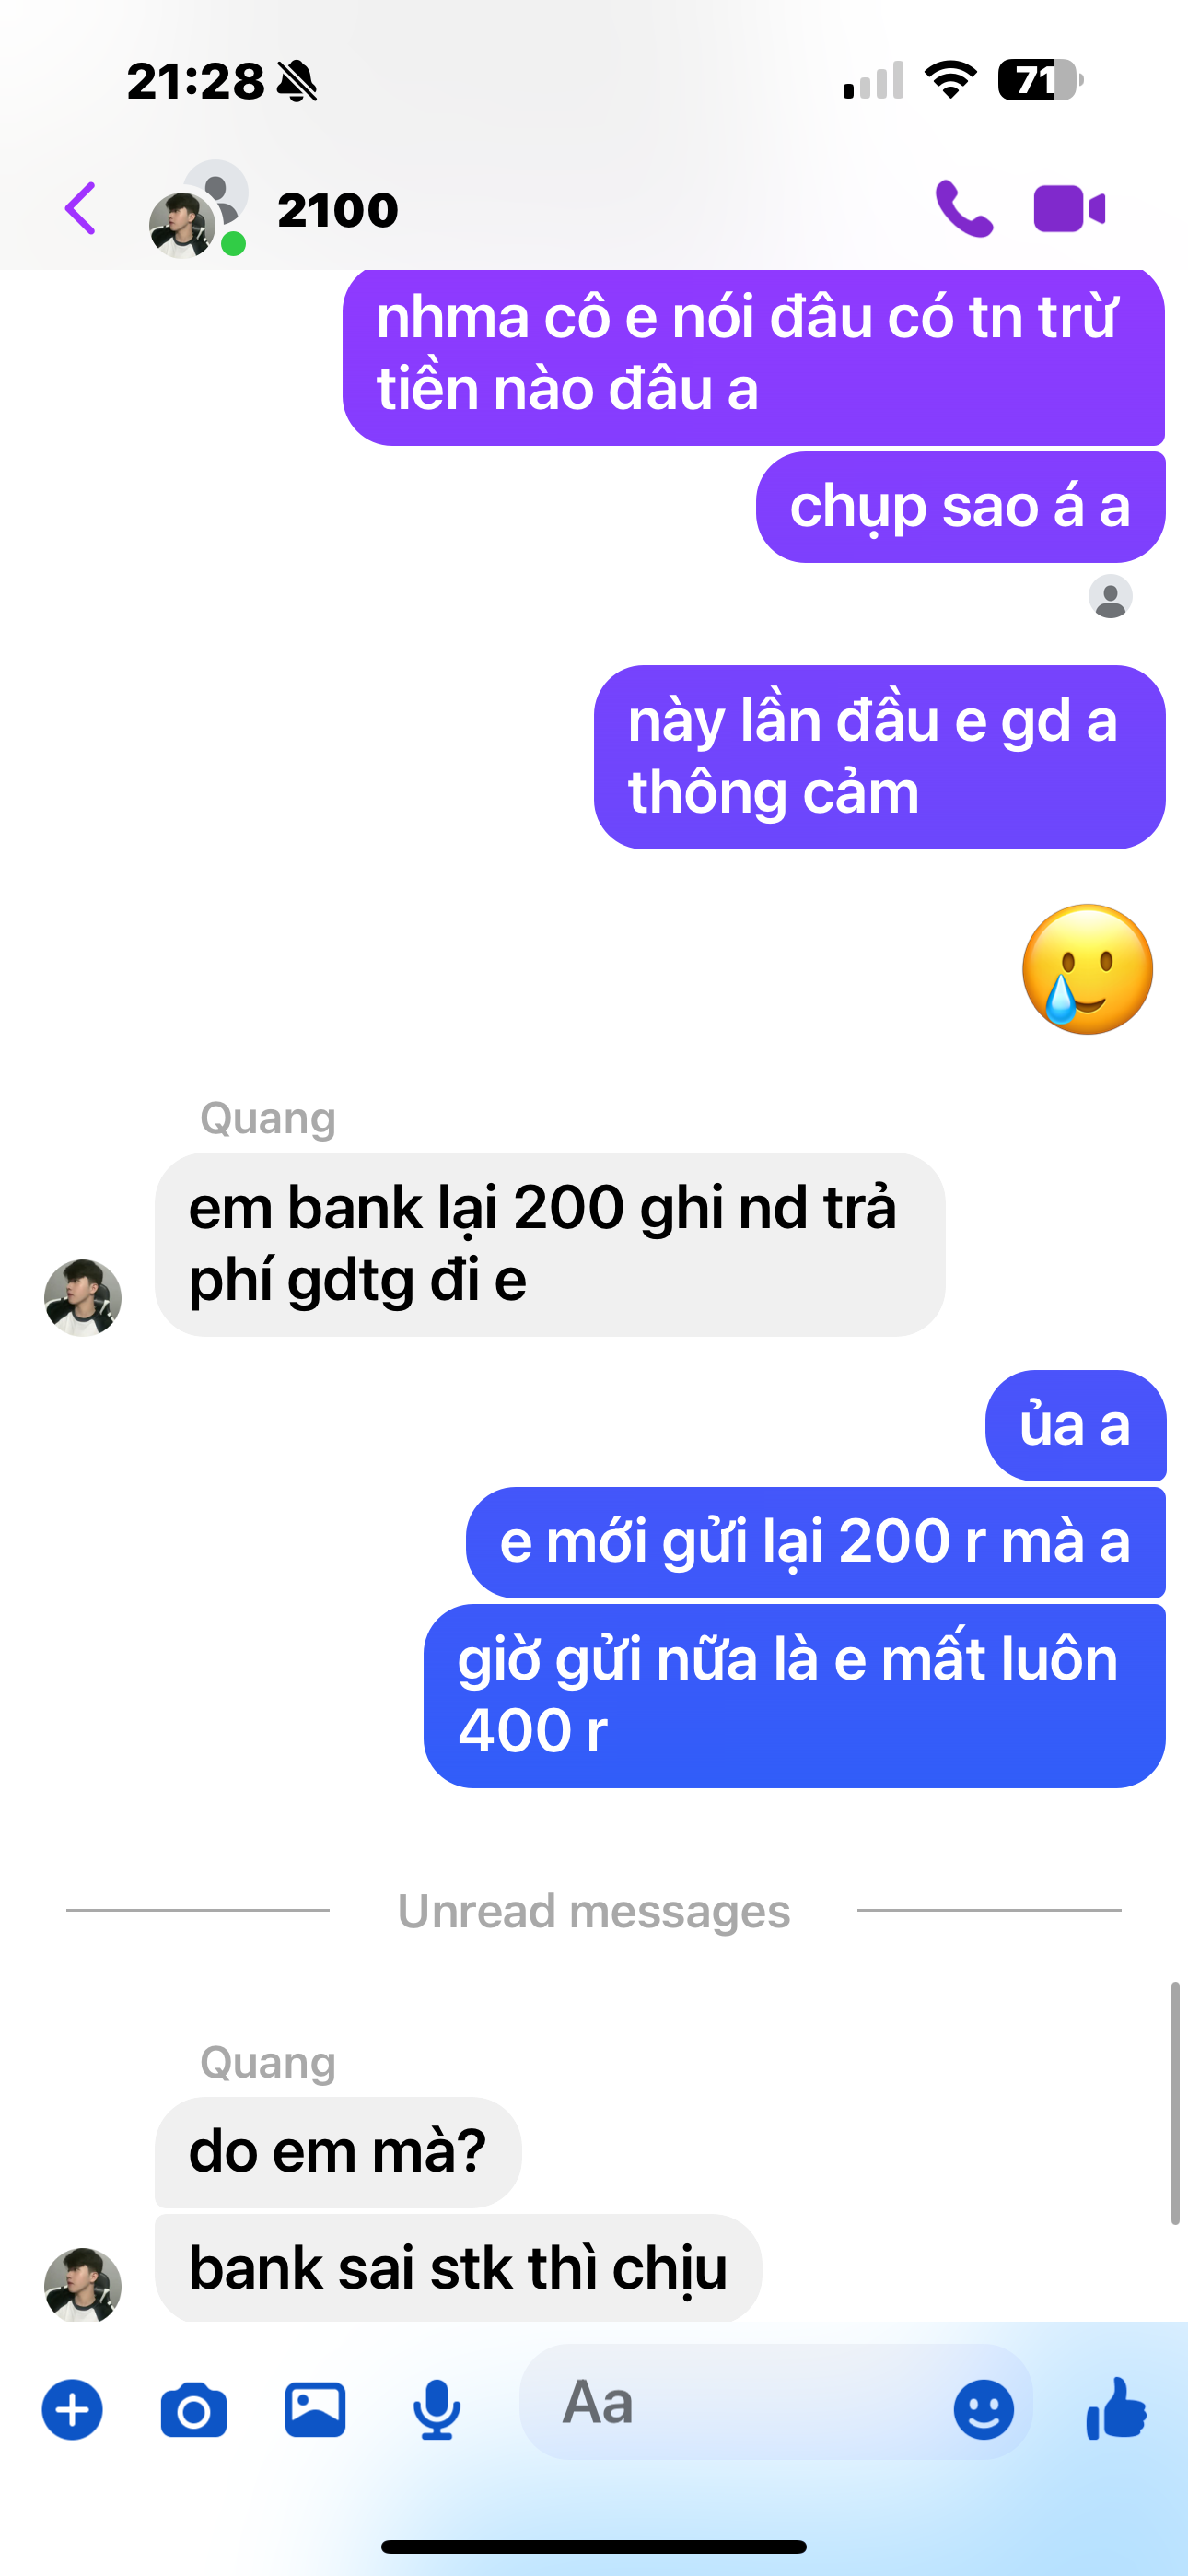 21:28
71
2100
nhma cô e nói đâu có tn trừ
tiền nào đâu a
chụp sao á a
này lần đầu e gd a
thông cảm
Quang
em bank lại 200 ghi nd trả
phí gdtg đi e
ủa a
e mới gửi lại 200 r mà a
giờ gửi nữa là e mất luôn
400 r
Unread messages
Quang
do em mà?
bank sai stk thì chịu
Aa